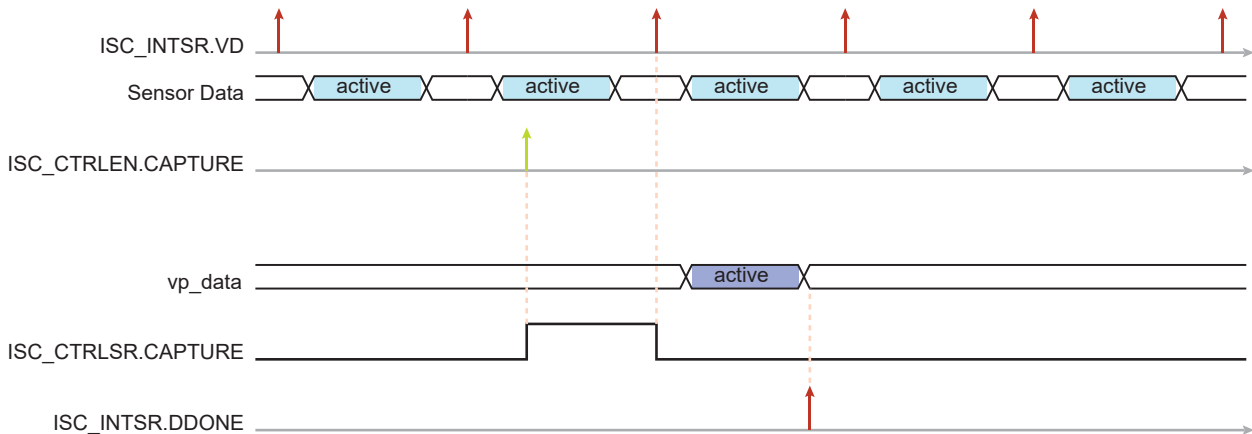 ISC_INTSR.VD
Sensor Data
active active active active active
ISC_CTRLEN.CAPTURE
vp_data
active
ISC_CTRLSR.CAPTURE
ISC_INTSR.DDONE